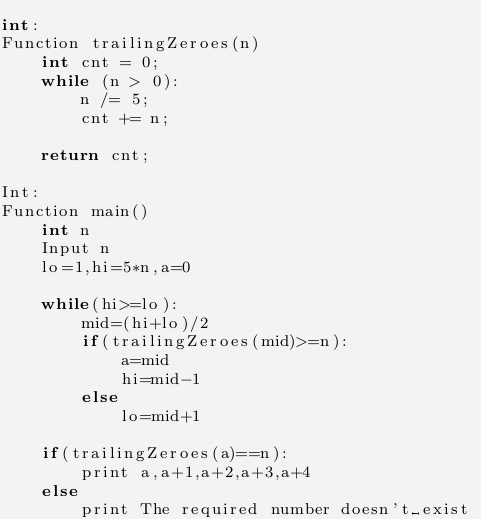 int:
Function trailingZeroes(n)
    int cnt = 0;
    while (n > 0):
        n /= 5;
        cnt += n;

    return cnt;

Int:
Function main()
    int n
    Input n
    lo=1,hi=5*n,a=0

    while(hi>=lo):
        mid=(hi+lo)/2
        if(trailingZeroes(mid)>=n):
            a=mid
            hi=mid-1
        else
            lo=mid+1

    if(trailingZeroes(a)==n):
        print a,a+1,a+2,a+3,a+4
    else
        print The required number doesn't exist